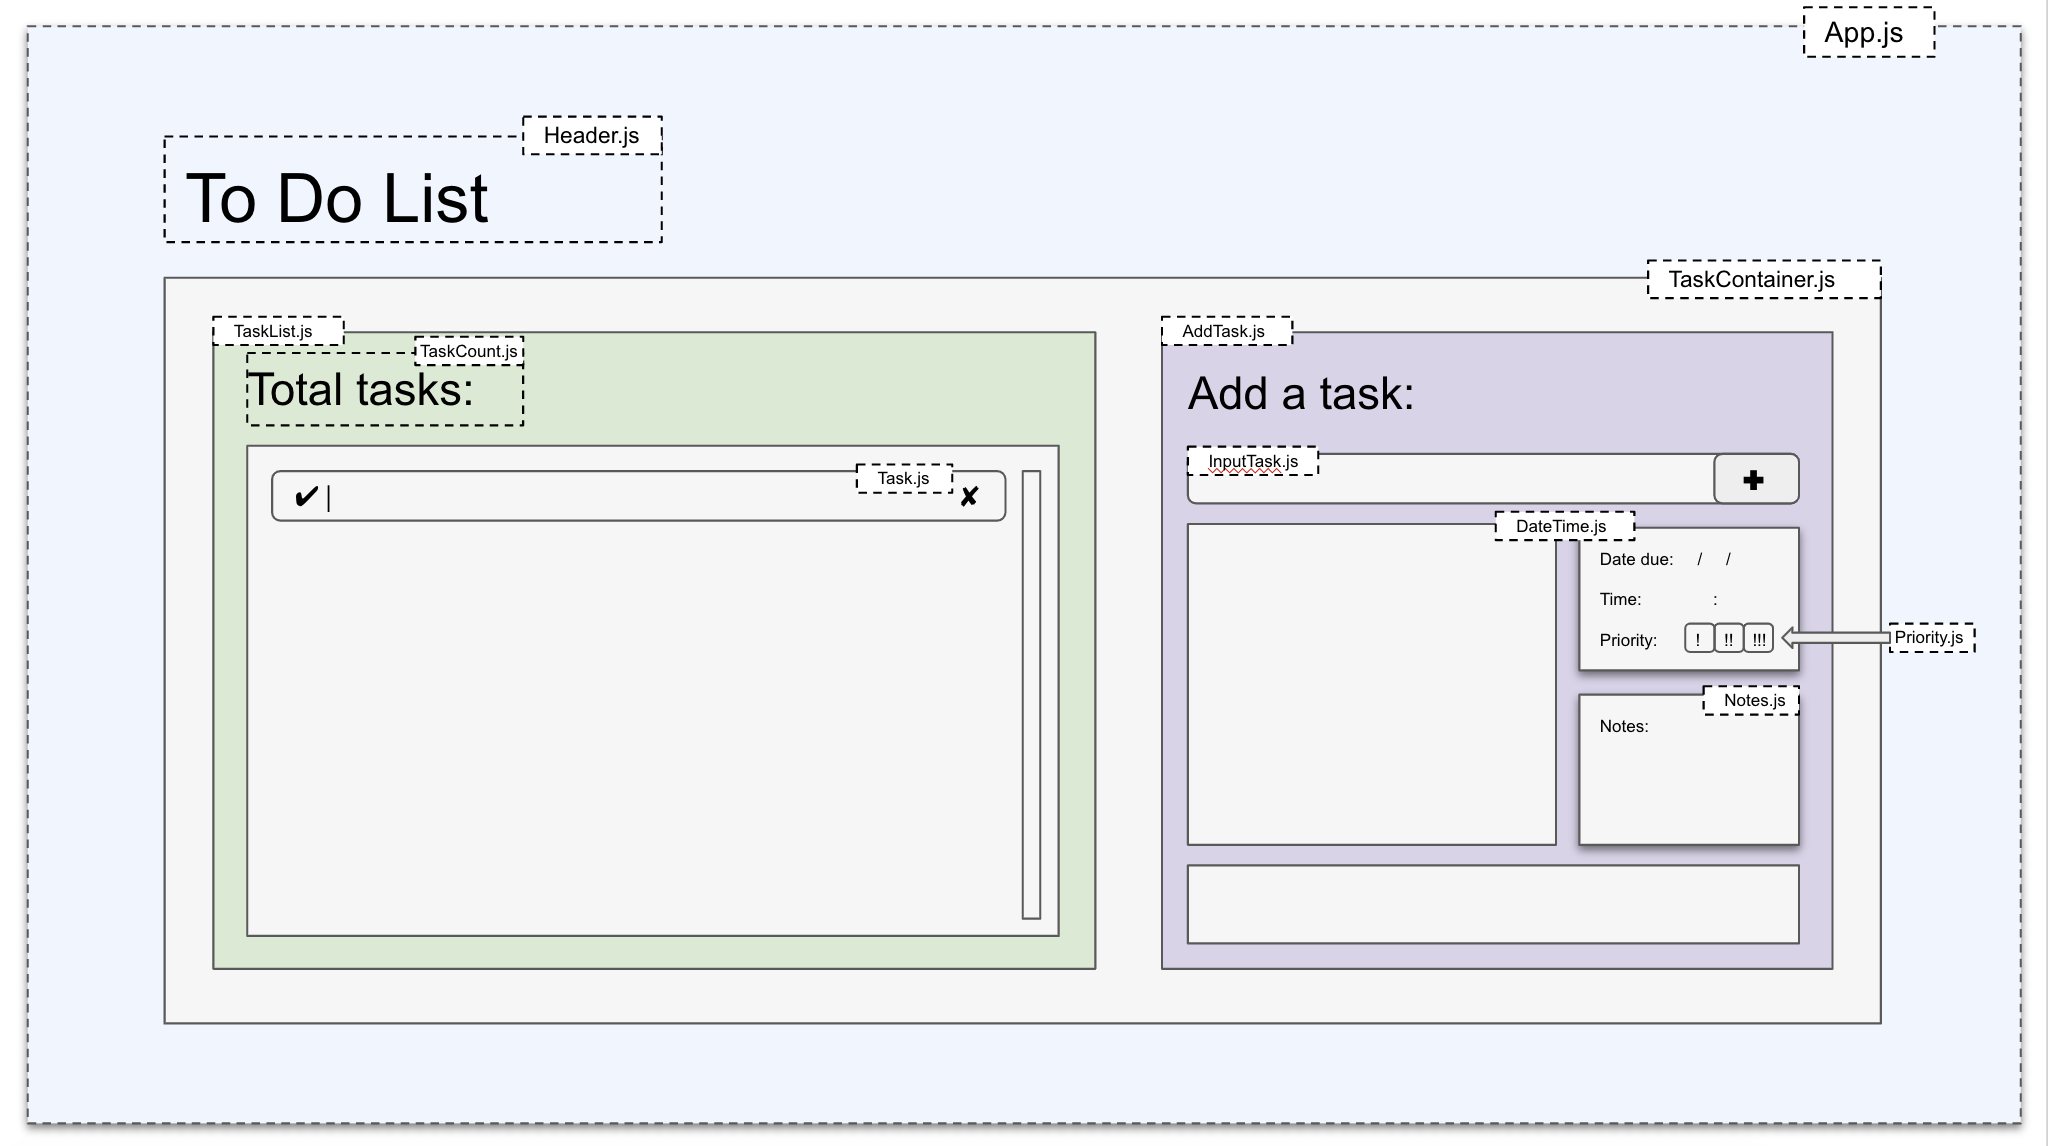 App.js
Header.js
To Do List
TaskContainer.js
TaskList.js
TaskCount.js
Total tasks:
Task.js
✔ | ✘
AddTask.js
Add a task:
InputTask.js
✚
DateTime.js
Date due: / /
Time: :
Priority: ! !! !!!
Priority.js
Notes.js
Notes: